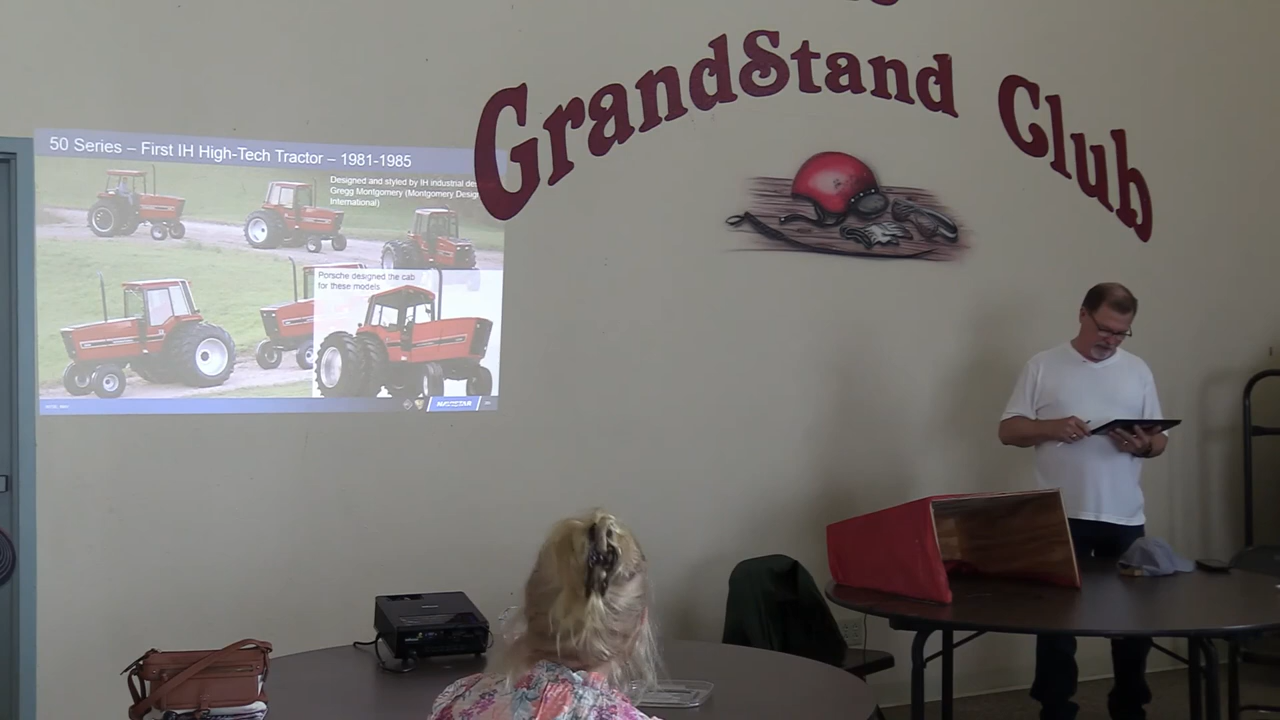 GrandStand Club
50 Series – First IH High-Tech Tractor – 1981-1985
Designed and styled by IH industrial des
Gregg Montgomery (Montgomery Desig
International)
Porsche designed the cab
for these models
NAVISTAR